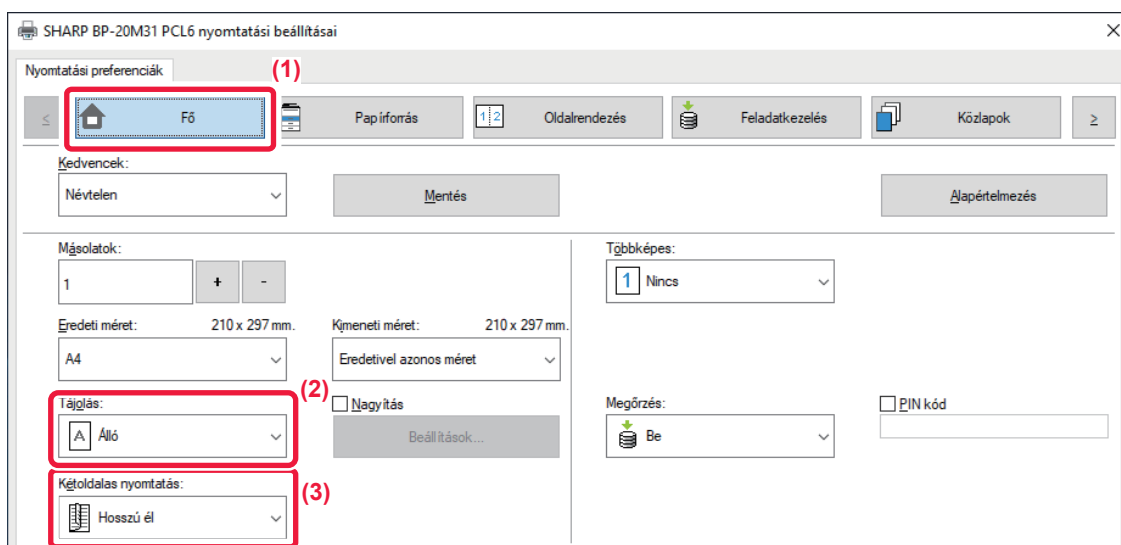 SHARP BP-20M31 PCL6 nyomtatási beállításai
Nyomtatási preferenciák
(1)
<
Fő
Papírforrás
1 2
Oldalrendezés
Feladatkezelés
Közlapok
>
Kedvencek:
Névtelen
Mentés
Alapértelmezés
Másolatok:
1
+
-
Többképes:
1 Nincs
Eredeti méret: 210 x 297 mm.
A4
Kimeneti méret: 210 x 297 mm.
Eredetivel azonos méret
(2)
Tájolás:
A Álló
Nagyítás
Beállítások...
Megőrzés:
Be
PIN kód
(3)
Kétoldalas nyomtatás:
Hosszú él